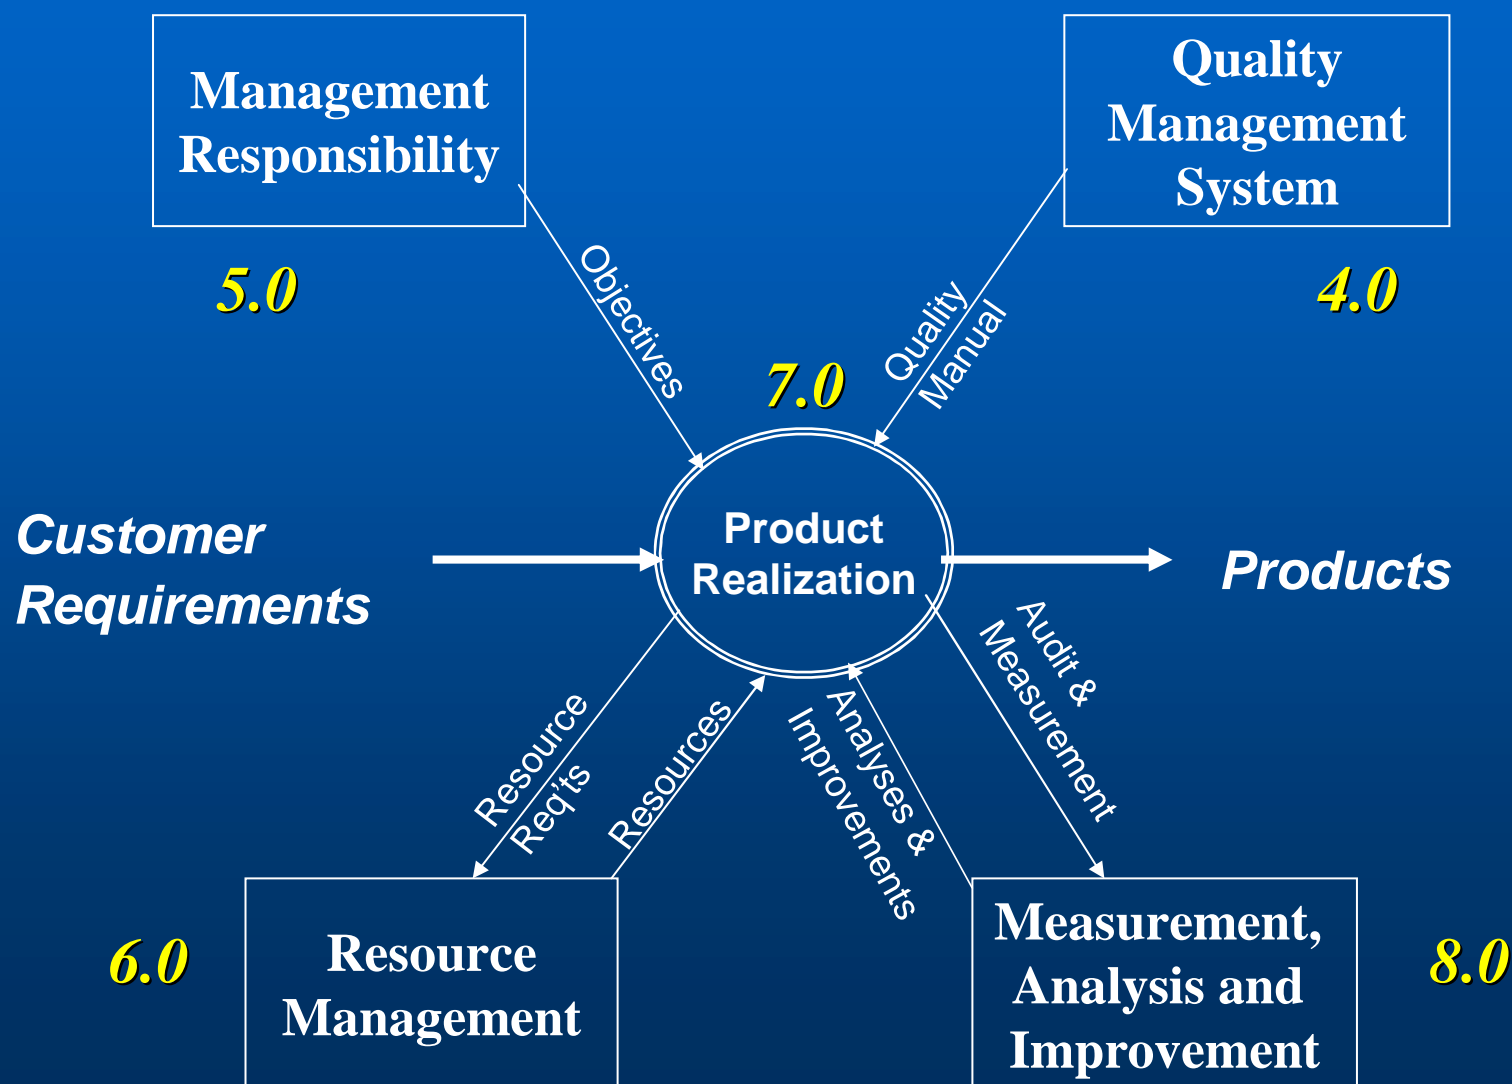 Management
Responsibility
Quality
Management
System
5.0
4.0
Objectives
Quality
Manual
7.0
Customer
Requirements
Product
Realization
Products
Resource
Req'ts
Resources
Analyses &
Improvements
Audit &
Measurement
6.0
Resource
Management
Measurement,
Analysis and
Improvement
8.0